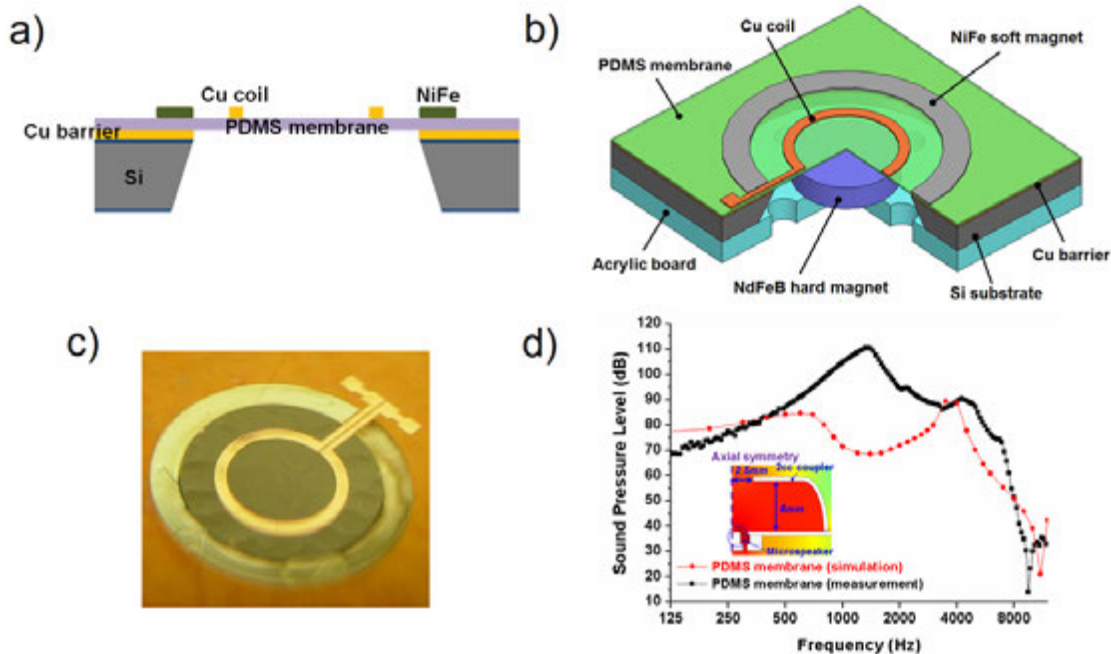 a)
Cu coil
NiFe
Cu barrier
PDMS membrane
Si
b)
Cu coil
NiFe soft magnet
PDMS membrane
Acrylic board
NdFeB hard magnet
Cu barrier
Si substrate
c)
d)
Sound Pressure Level (dB)
120
110
100
90
80
70
60
50
40
30
20
10
Axial symmetry
2cc coupler
Microspeaker
PDMS membrane (simulation)
PDMS membrane (measurement)
125
250
500
1000
2000
4000
8000
Frequency (Hz)